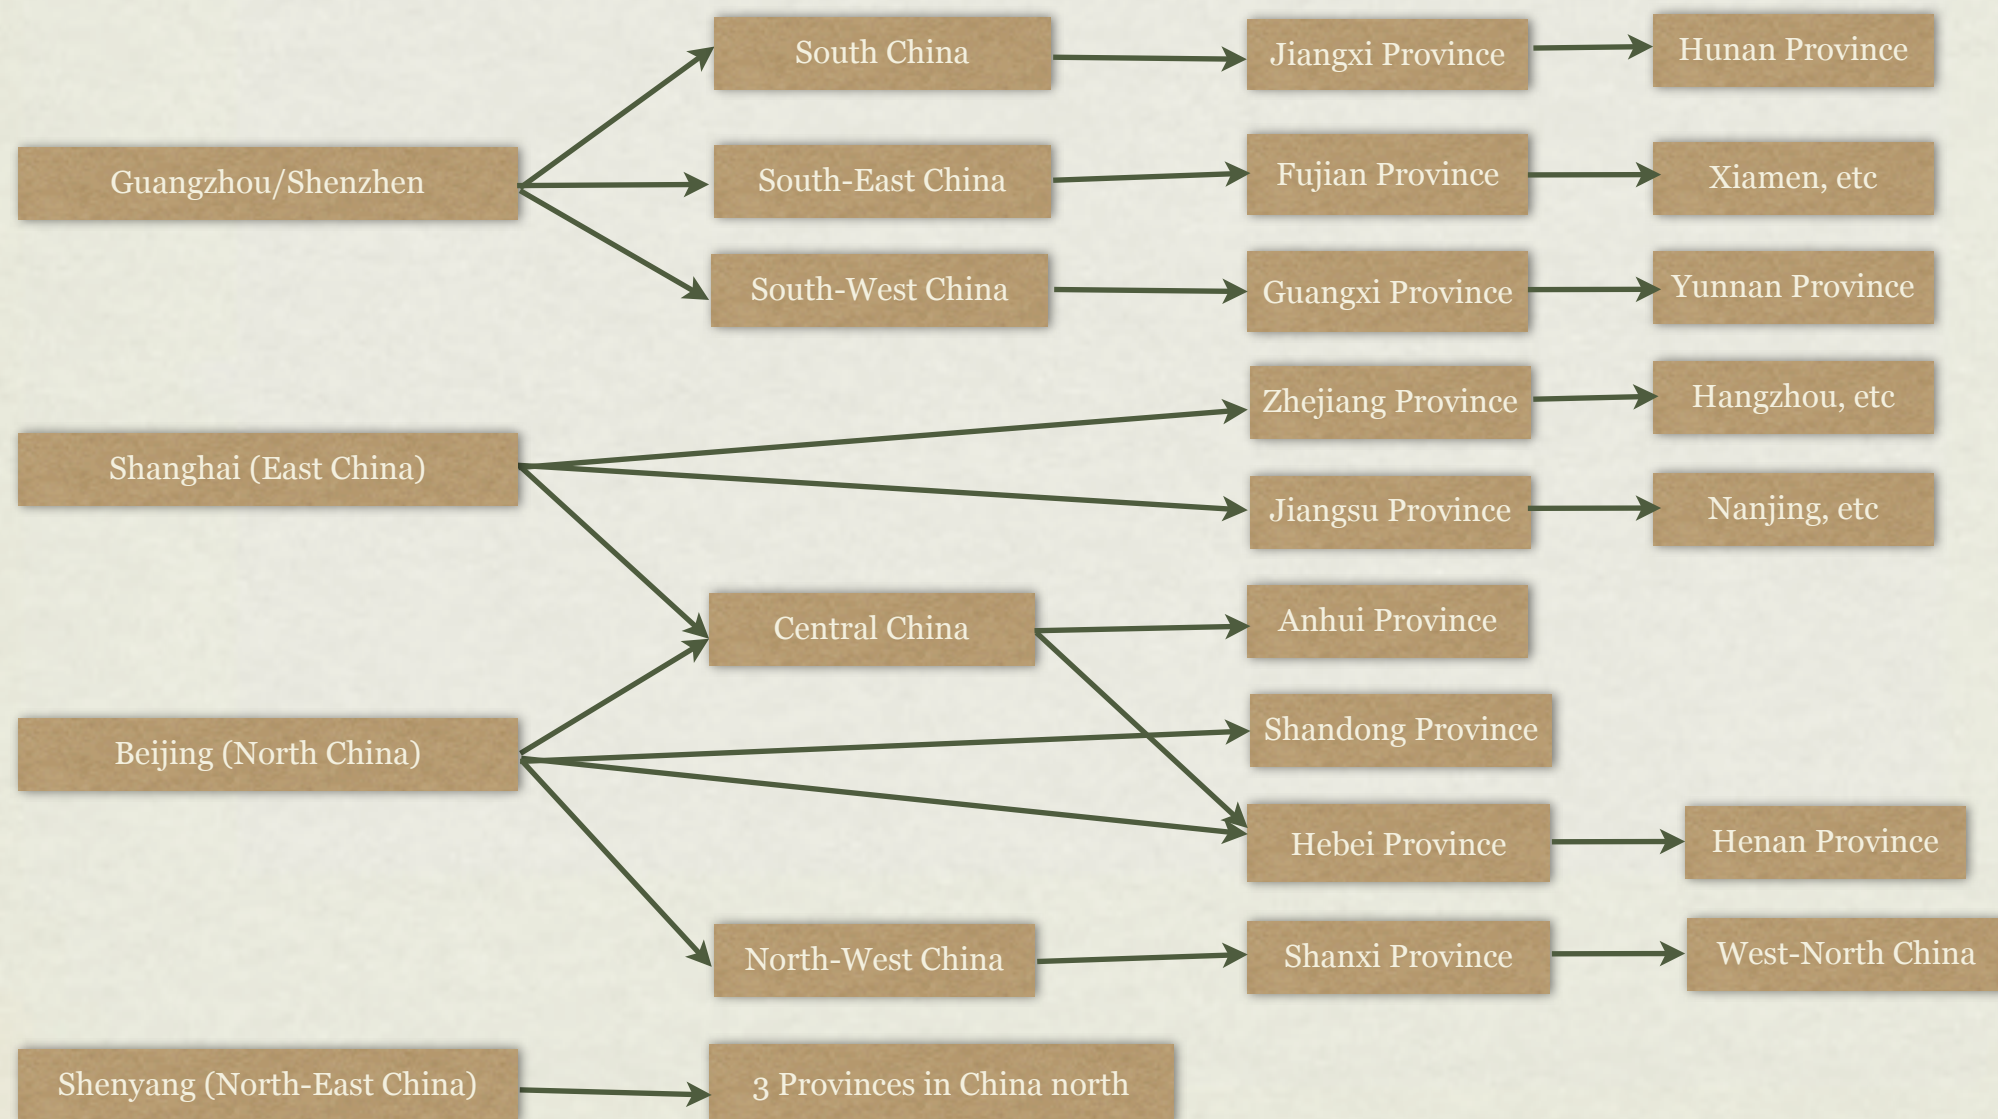 South China
Jiangxi Province
Hunan Province
Guangzhou/Shenzhen
South-East China
Fujian Province
Xiamen, etc
South-West China
Guangxi Province
Yunnan Province
Zhejiang Province
Hangzhou, etc
Shanghai (East China)
Jiangsu Province
Nanjing, etc
Central China
Anhui Province
Shandong Province
Beijing (North China)
Hebei Province
Henan Province
North-West China
Shanxi Province
West-North China
Shenyang (North-East China)
3 Provinces in China north